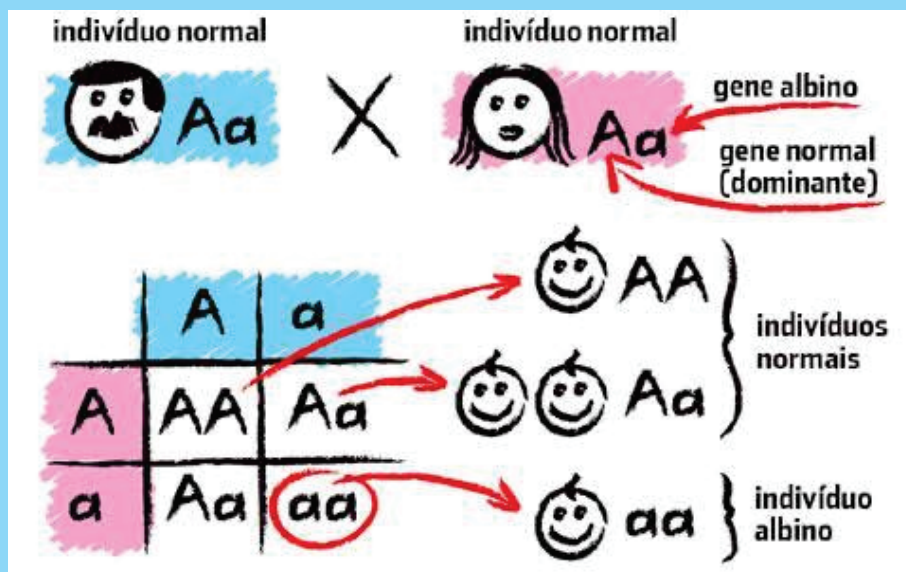 indivíduo normal
indivíduo normal
Aa
Aa
gene albino
gene normal
(dominante)
A
a
AA
indivíduos
normais
A
AA
Aa
Aa
a
Aa
aa
aa
indivíduo
albino